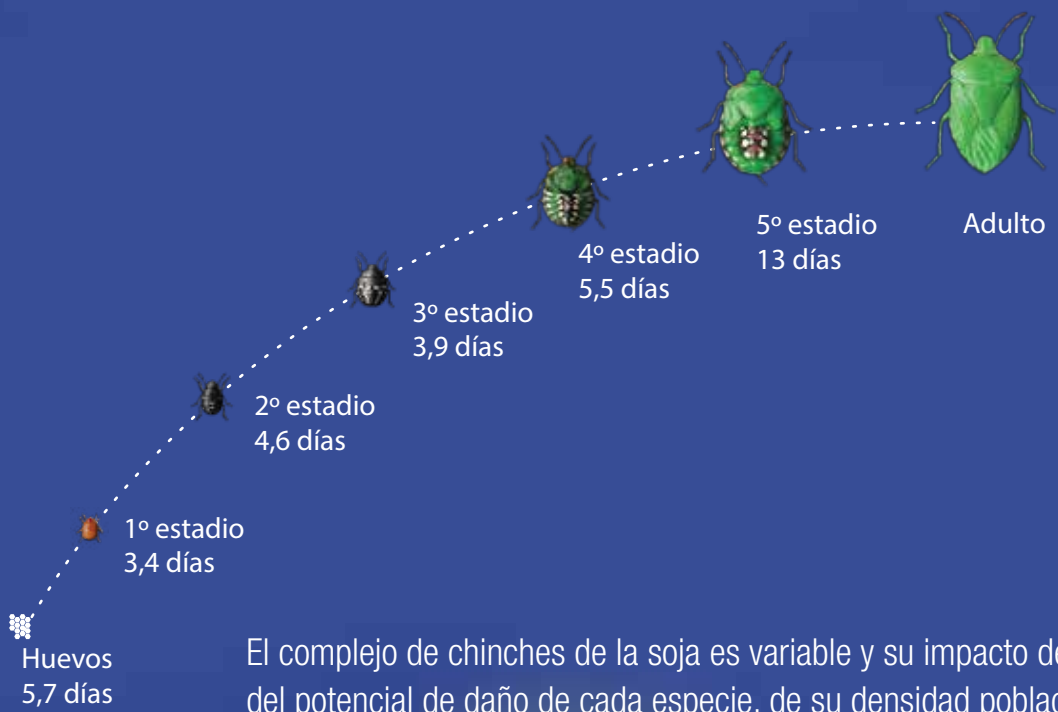 5º estadio
13 días
Adulto
4º estadio
5,5 días
3º estadio
3,9 días
2º estadio
4,6 días
1º estadio
3,4 días
Huevos
5,7 días
El complejo de chinches de la soja es variable y su impacto
del potencial de daño de cada especie, de su densidad